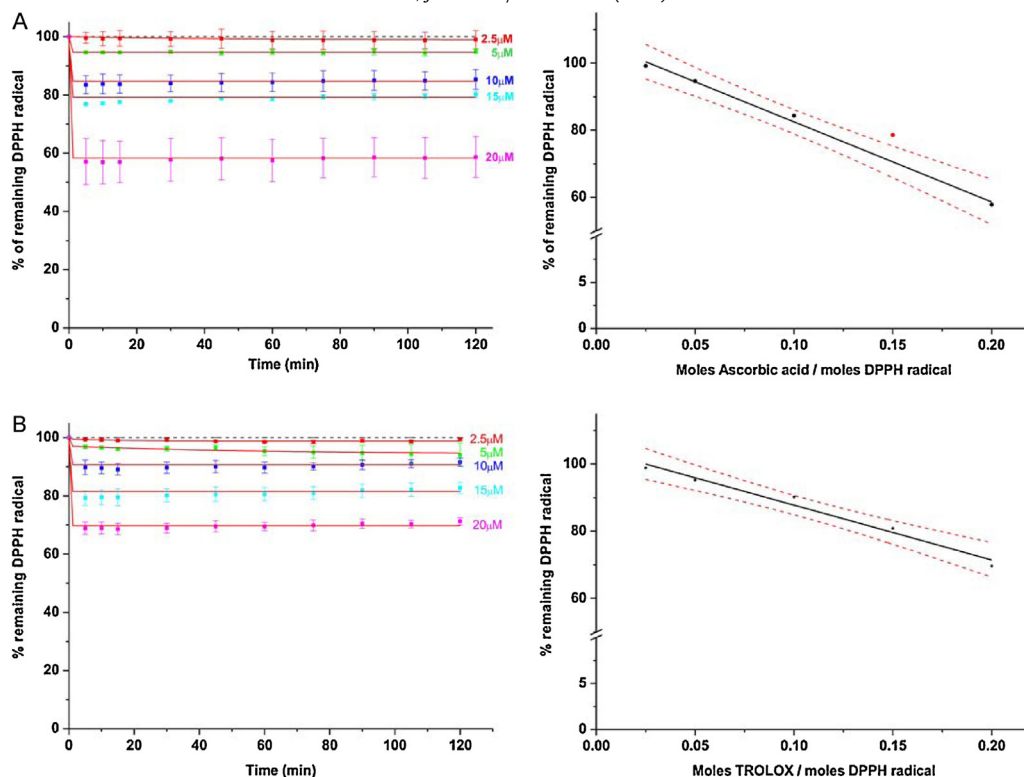 A
% of remaining DPPH radical
100
80
60
40
20
0
2.5µM
5µM
10µM
15µM
20µM
0 20 40 60 80 100 120
Time (min)
% of remaining DPPH radical
100
80
60
5
0
0.00 0.05 0.10 0.15 0.20
Moles Ascorbic acid / moles DPPH radical
B
% remaining DPPH radical
100
80
60
40
20
0
2.5µM
5µM
10µM
15µM
20µM
0 20 40 60 80 100 120
Time (min)
% remaining DPPH radical
100
80
60
5
0
0.00 0.05 0.10 0.15 0.20
Moles TROLOX / moles DPPH radical